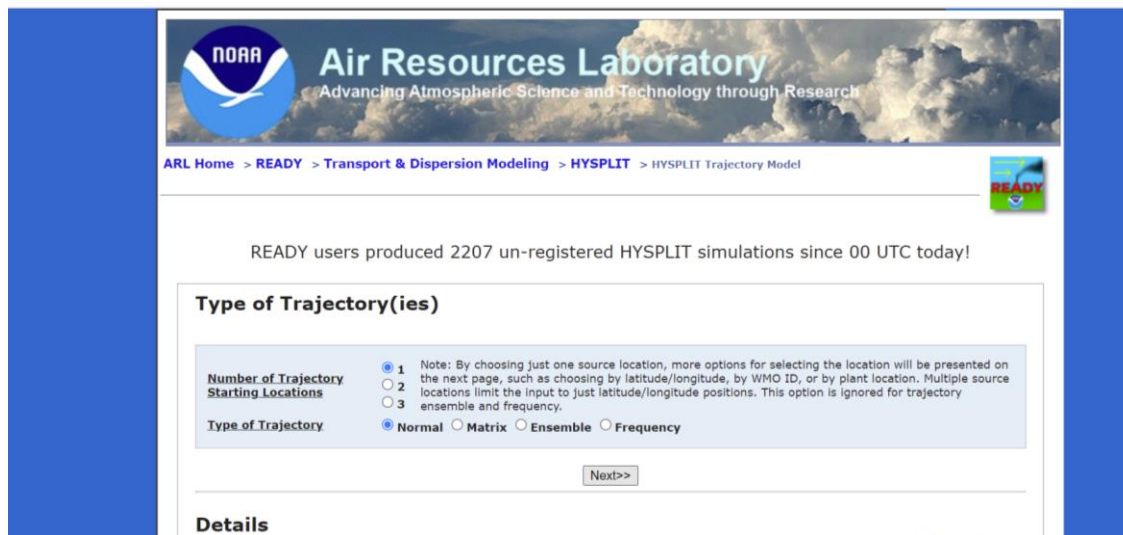 NOAA
Air Resources Laboratory
Advancing Atmospheric Science and Technology through Research
ARL Home > READY > Transport & Dispersion Modeling > HYSPLIT > HYSPLIT Trajectory Model
READY
READY users produced 2207 un-registered HYSPLIT simulations since 00 UTC today!
Type of Trajectory(ies)
Number of Trajectory
Starting Locations
1
2
3
Note: By choosing just one source location, more options for selecting the location will be presented on
the next page, such as choosing by latitude/longitude, by WMO ID, or by plant location. Multiple source
locations limit the input to just latitude/longitude positions. This option is ignored for trajectory
ensemble and frequency.
Type of Trajectory
Normal Matrix Ensemble Frequency
Next>>
Details